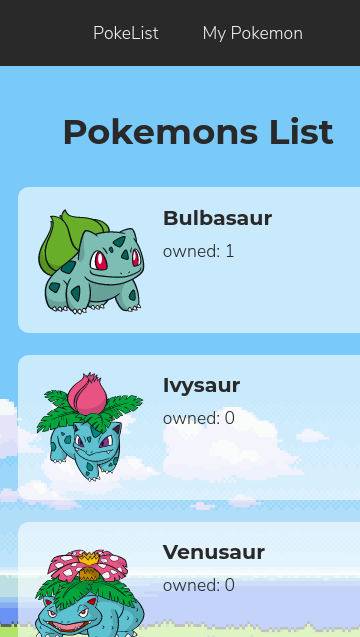 PokeList My Pokemon
Pokemons List
Bulbasaur
owned: 1
Ivysaur
owned: 0
Venusaur
owned: 0